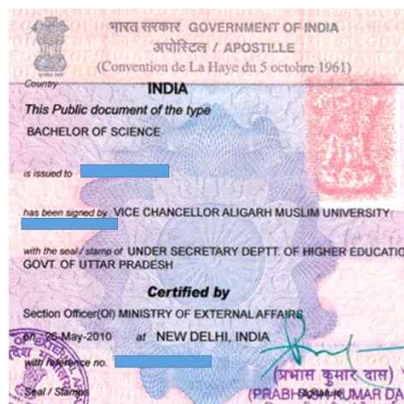 भारत सरकार GOVERNMENT OF INDIA
अपोस्टिल / APOSTILLE
(Convention de La Haye du 5 octobre 1961)
Country INDIA
This Public document of the type
BACHELOR OF SCIENCE
is issued to
has been signed by VICE CHANCELLOR ALIGARH MUSLIM UNIVERSITY
with the seal / stamp of UNDER SECRETARY DEPTT. OF HIGHER EDUCATIO
GOVT. OF UTTAR PRADESH
Certified by
Section Officer(OI) MINISTRY OF EXTERNAL AFFAIRS
on 26-May-2010 at NEW DELHI, INDIA
with reference no.
(प्रभास कुमार दास)
Seal / Stamps (PRABHAS KUMAR DA
Signature